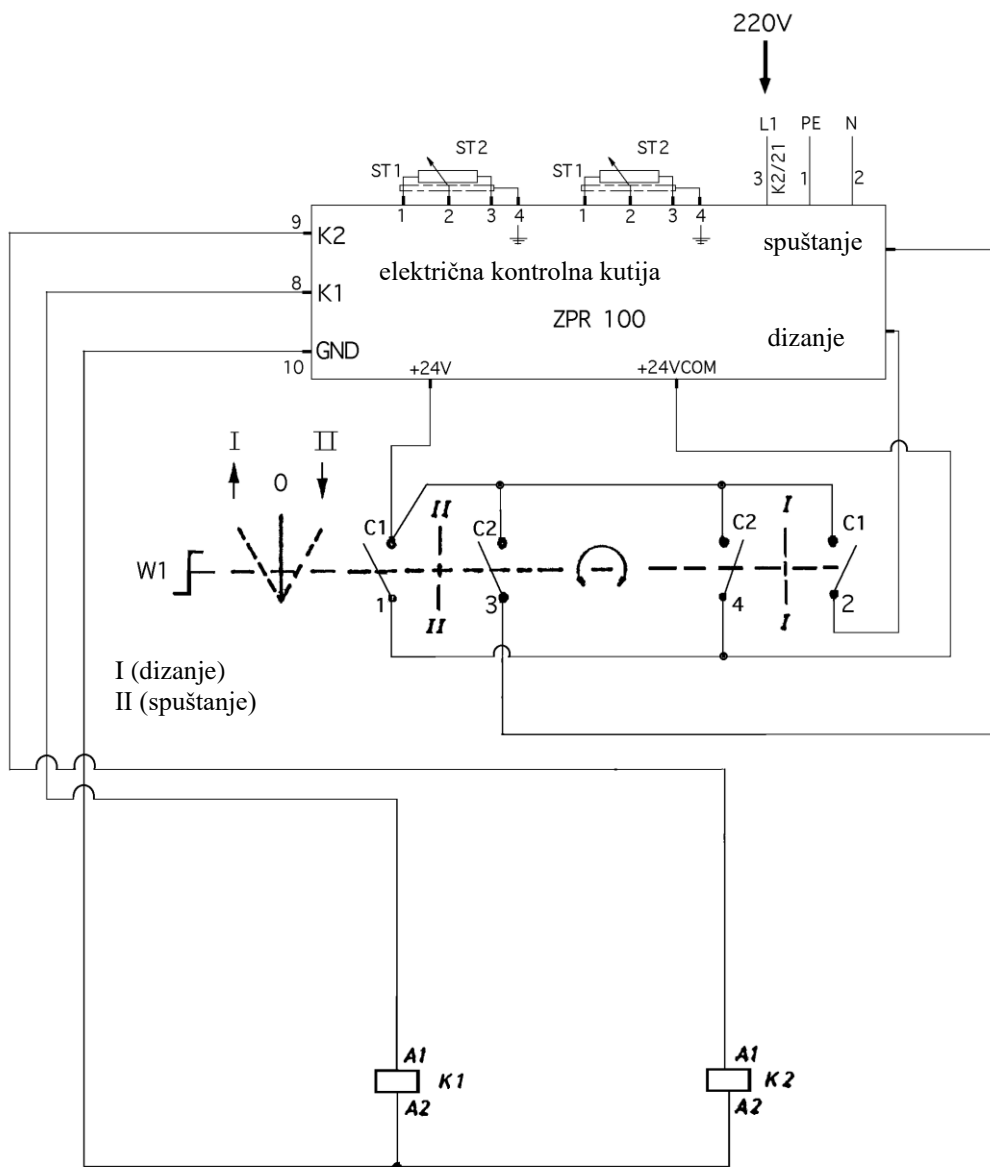 220V
L1 PE N
3 K2/21 1 2
ST1 ST2 ST1 ST2
1 2 3 4 1 2 3 4
9 K2
spuštanje
električna kontrolna kutija
8 K1
ZPR 100
dizanje
10 GND
+24V +24VCOM
I 0 II
C1 II C2 C2 I C1
W1
1 II 3 4 I 2
I (dizanje)
II (spuštanje)
A1 A1
K1 K2
A2 A2